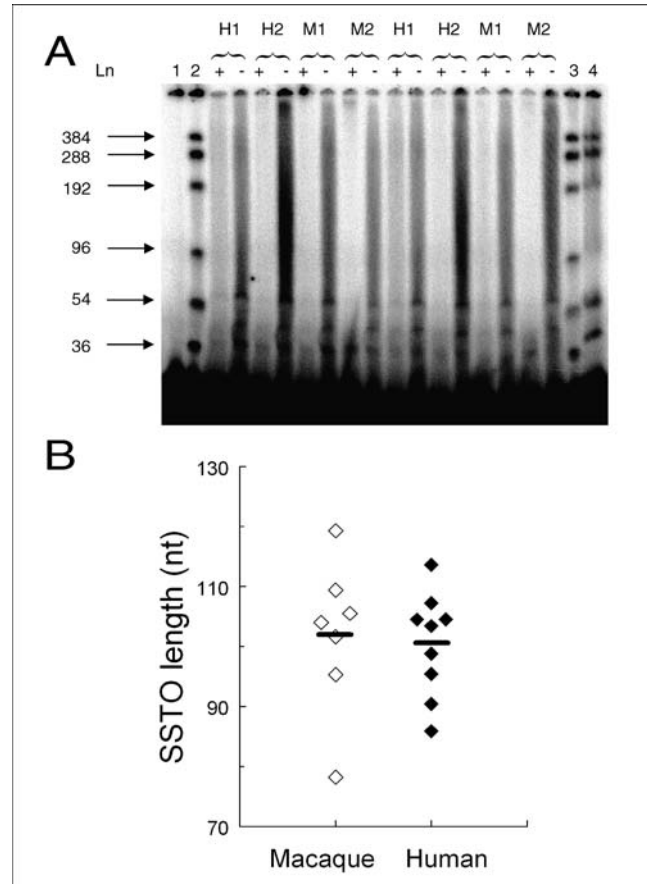 A
H1 H2 M1 M2 H1 H2 M1 M2
Ln 1 2 + - + - + - + - + - + - + - + - 3 4
384
288
192
96
54
36
B
130
110
90
70
SSTO length (nt)
Macaque Human